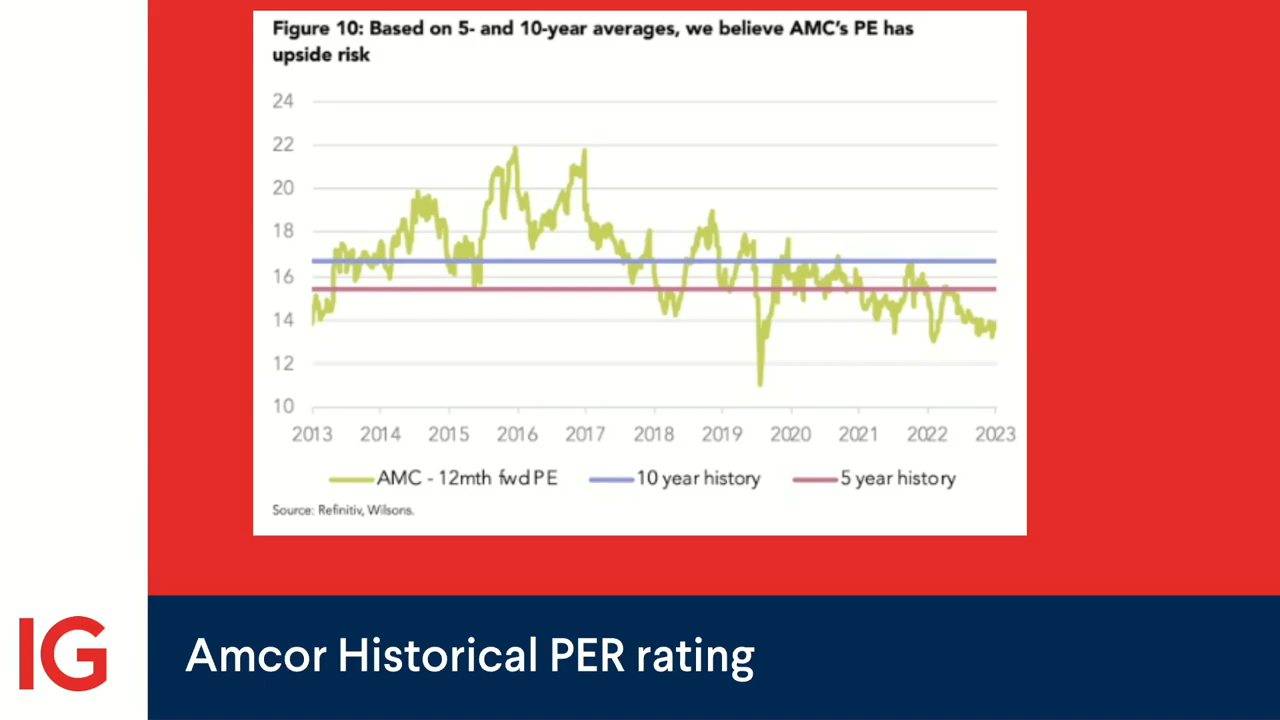 Figure 10: Based on 5- and 10-year averages, we believe AMC's PE has
upside risk
24
22
20
18
16
14
12
10
2013 2014 2015 2016 2017 2018 2019 2020 2021 2022 2023
AMC - 12mth fwd PE 10 year history 5 year history
Source: Refinitiv, Wilsons.
IG
Amcor Historical PER rating